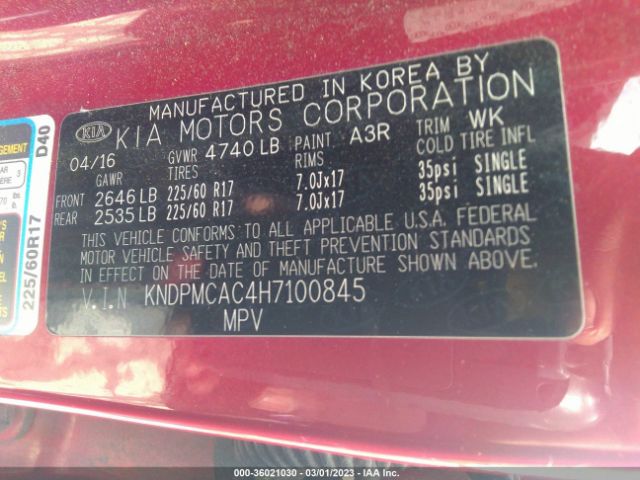 MANUFACTURED IN KOREA BY
KIA KIA MOTORS CORPORATION
04/16 GVWR 4740 LB PAINT A3R TRIM WK
GAWR TIRES RIMS COLD TIRE INFL
FRONT 2646 LB 225/60 R17 7.0Jx17 35psi SINGLE
REAR 2535 LB 225/60 R17 7.0Jx17 35psi SINGLE
THIS VEHICLE CONFORMS TO ALL APPLICABLE U.S.A. FEDERAL
MOTOR VEHICLE SAFETY AND THEFT PREVENTION STANDARDS
IN EFFECT ON THE DATE OF MANUFACTURE SHOWN ABOVE.
V.I.N KNDPMCAC4H7100845
MPV
D40
225/60R17
000-36021030 - 03/01/2023 - IAA Inc.